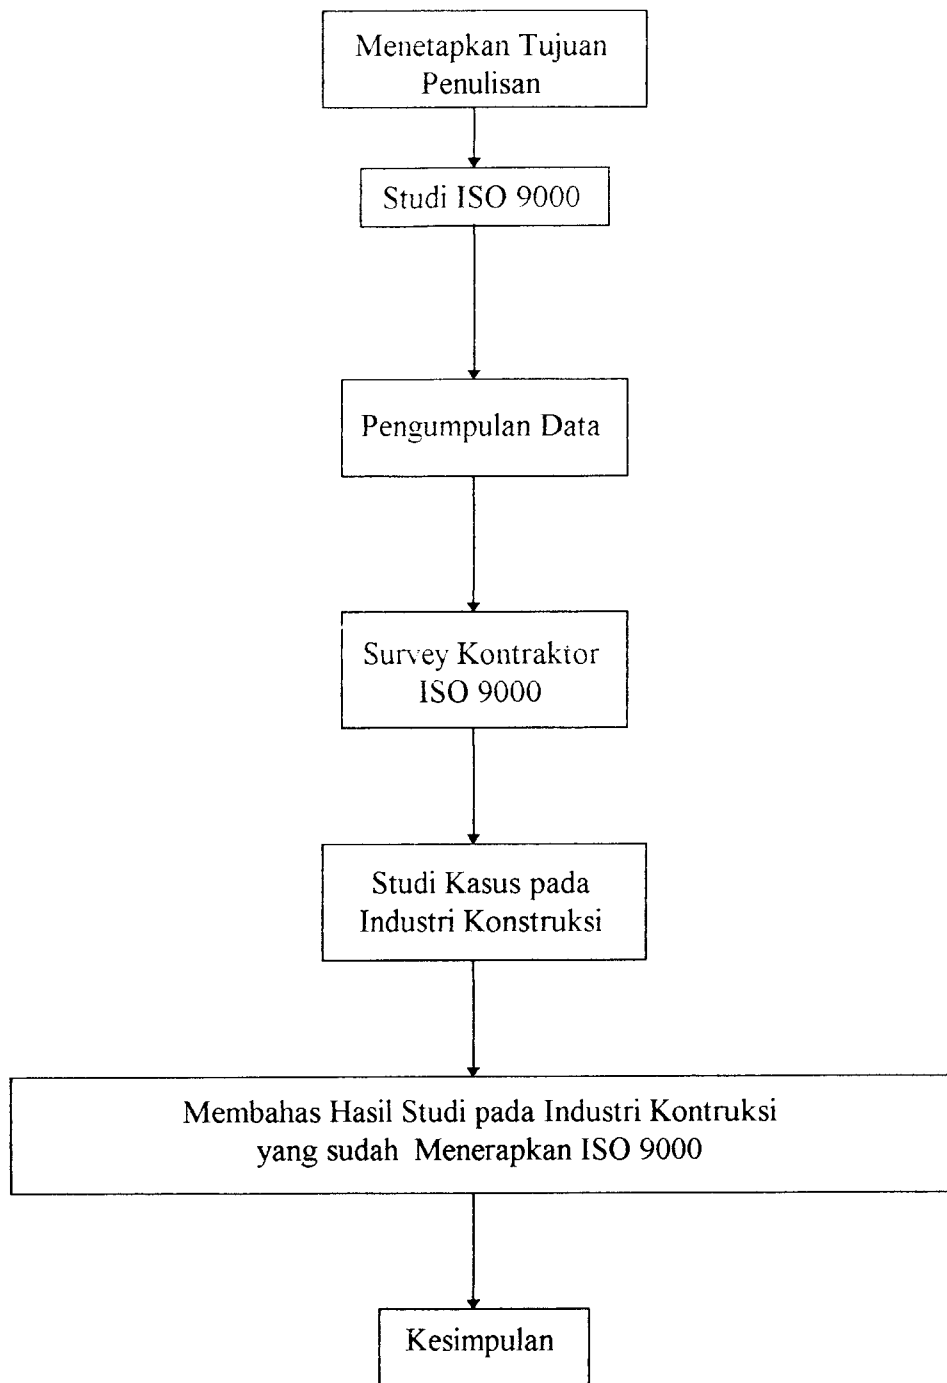 Menetapkan Tujuan
Penulisan
Studi ISO 9000
Pengumpulan Data
Survey Kontraktor
ISO 9000
Studi Kasus pada
Industri Konstruksi
Membahas Hasil Studi pada Industri Kontruksi
yang sudah Menerapkan ISO 9000
Kesimpulan